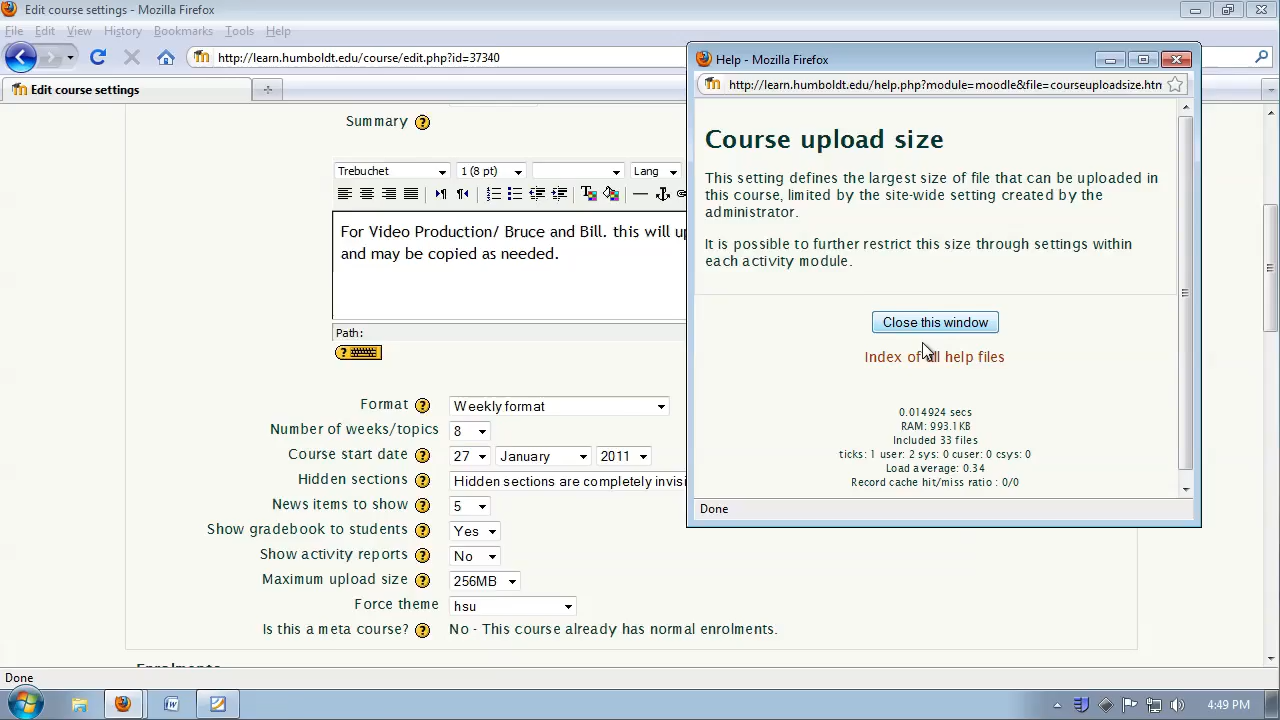 Edit course settings - Mozilla Firefox
File Edit View History Bookmarks Tools Help
http://learn.humboldt.edu/course/edit.php?id=37340
Edit course settings
Summary
Trebuchet 1 (8 pt) Lang
For Video Production/ Bruce and Bill. this will up
and may be copied as needed.
Path:
Format Weekly format
Number of weeks/topics 8
Course start date 27 January 2011
Hidden sections Hidden sections are completely invisi
News items to show 5
Show gradebook to students Yes
Show activity reports No
Maximum upload size 256MB
Force theme hsu
Is this a meta course? No - This course already has normal enrolments.
Enrolments
Done
Help - Mozilla Firefox
http://learn.humboldt.edu/help.php?module=moodle&file=courseuploadsize.htm
Course upload size
This setting defines the largest size of file that can be uploaded in
this course, limited by the site-wide setting created by the
administrator.
It is possible to further restrict this size through settings within
each activity module.
Close this window
Index of all help files
0.014924 secs
RAM: 993.1KB
Included 33 files
ticks: 1 user: 2 sys: 0 cuser: 0 csys: 0
Load average: 0.34
Record cache hit/miss ratio : 0/0
Done
4:49 PM